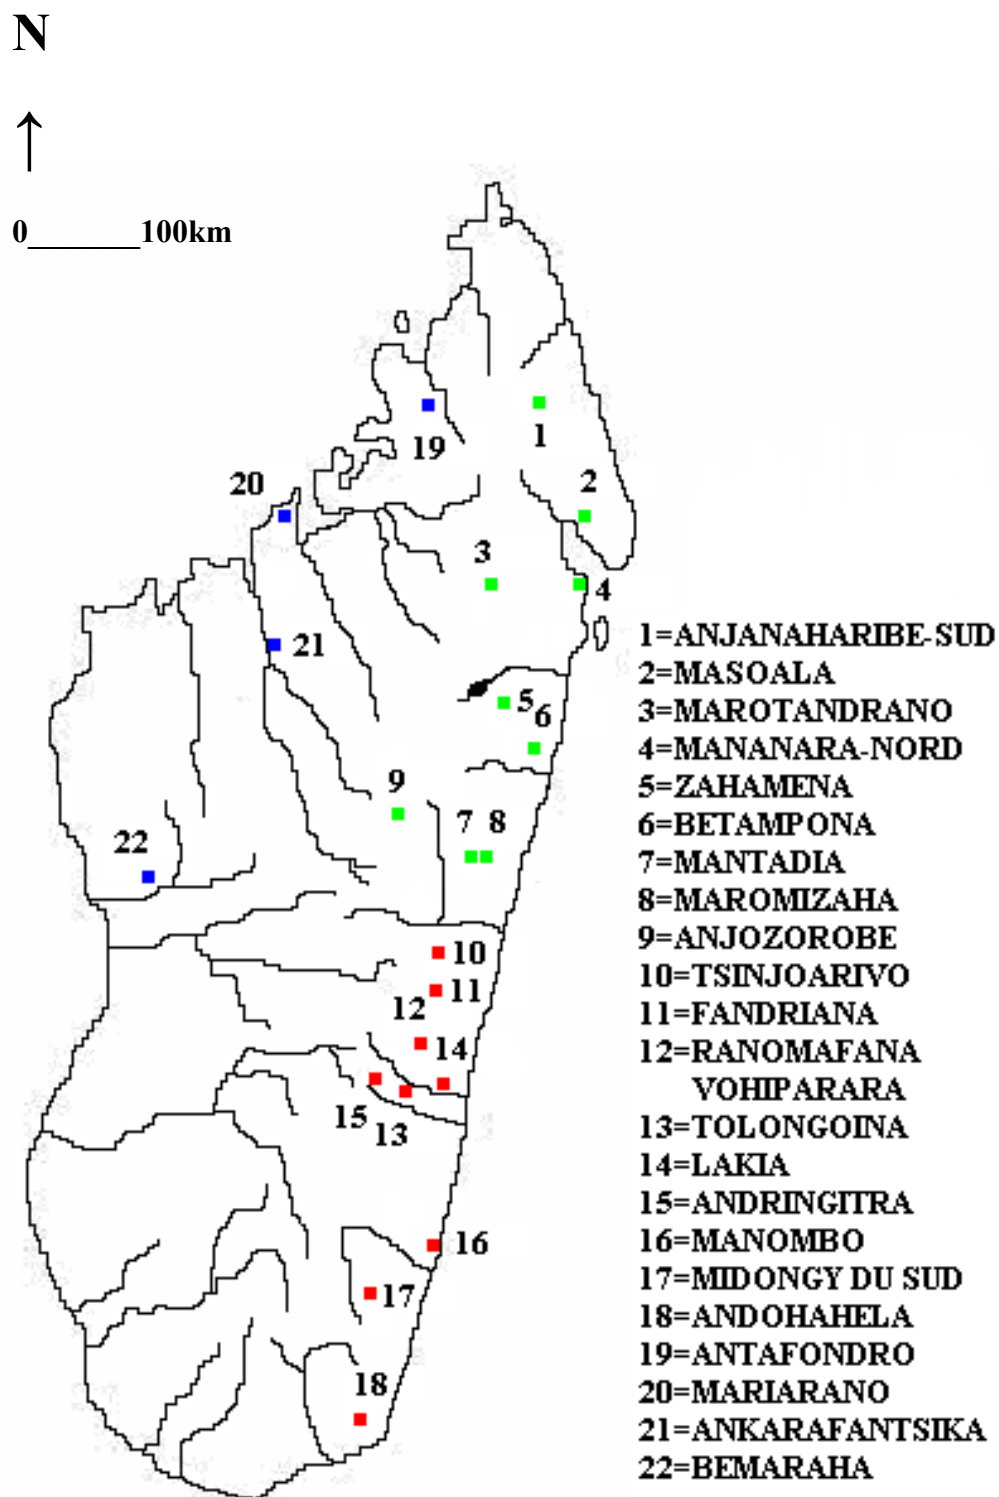 N
↑
0_______100km
19
1
20
2
3
4
21
5
6
9
7 8
22
10
11
12
14
15
13
16
17
18
1=ANJANAHARIBE-SUD
2=MASOALA
3=MAROTANDRANO
4=MANANARA-NORD
5=ZAHAMENA
6=BETAMPONA
7=MANTADIA
8=MAROMIZAHA
9=ANJOZOROBE
10=TSINJOARIVO
11=FANDRIANA
12=RANOMAFANA
VOHIPARARA
13=TOLONGOINA
14=LAKIA
15=ANDRINGITRA
16=MANOMBO
17=MIDONGY DU SUD
18=ANDOHAHELA
19=ANTAFONDRO
20=MARIARANO
21=ANKARAFANTSIKA
22=BEMARAHA